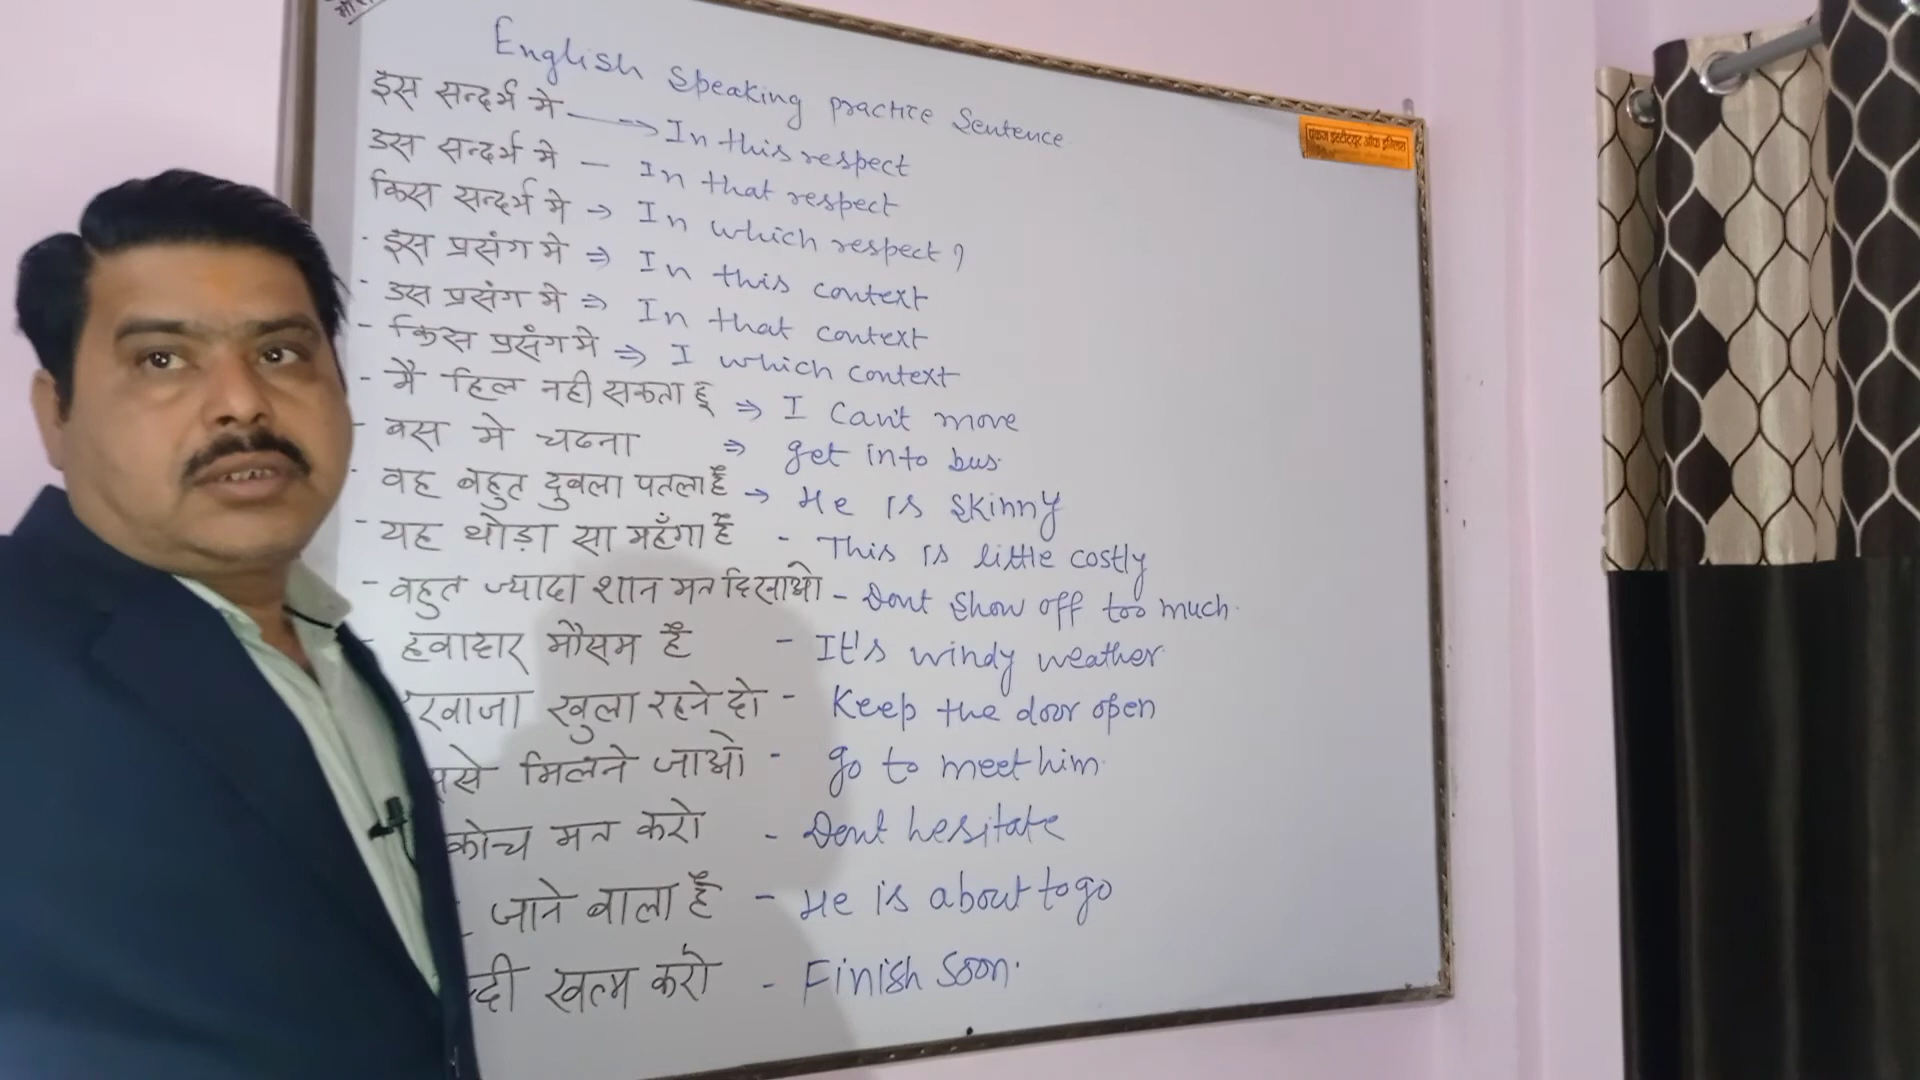 English Speaking practice Sentence
इस सन्दर्भ मे → In this respect
उस सन्दर्भ मे - In that respect
किस सन्दर्भ मे → In which respect?
· इस प्रसंग मे ⇒ In this context
· उस प्रसंग मे ⇒ In that context
- किस प्रसंग मे ⇒ I which context
- मै हिल नही सकता हू ⇒ I Can't move
- बस मे चढना ⇒ get into bus.
· वह बहुत दुबला पतला है → He is skinny
- यह थोड़ा सा महँगा है - This is little costly
- बहुत ज्यादा शान मत दिखाओ - Dont show off too much.
- हवादार मौसम है - It's windy weather.
रवाजा खुला रहने दो - Keep the door open
से मिलने जाओ - go to meet him.
कोच मत करो - Dont hesitate
जाने वाला है - He is about to go
दी खत्म करो - Finish soon.
पंकज इंस्टीट्यूट ऑफ इंग्लिश